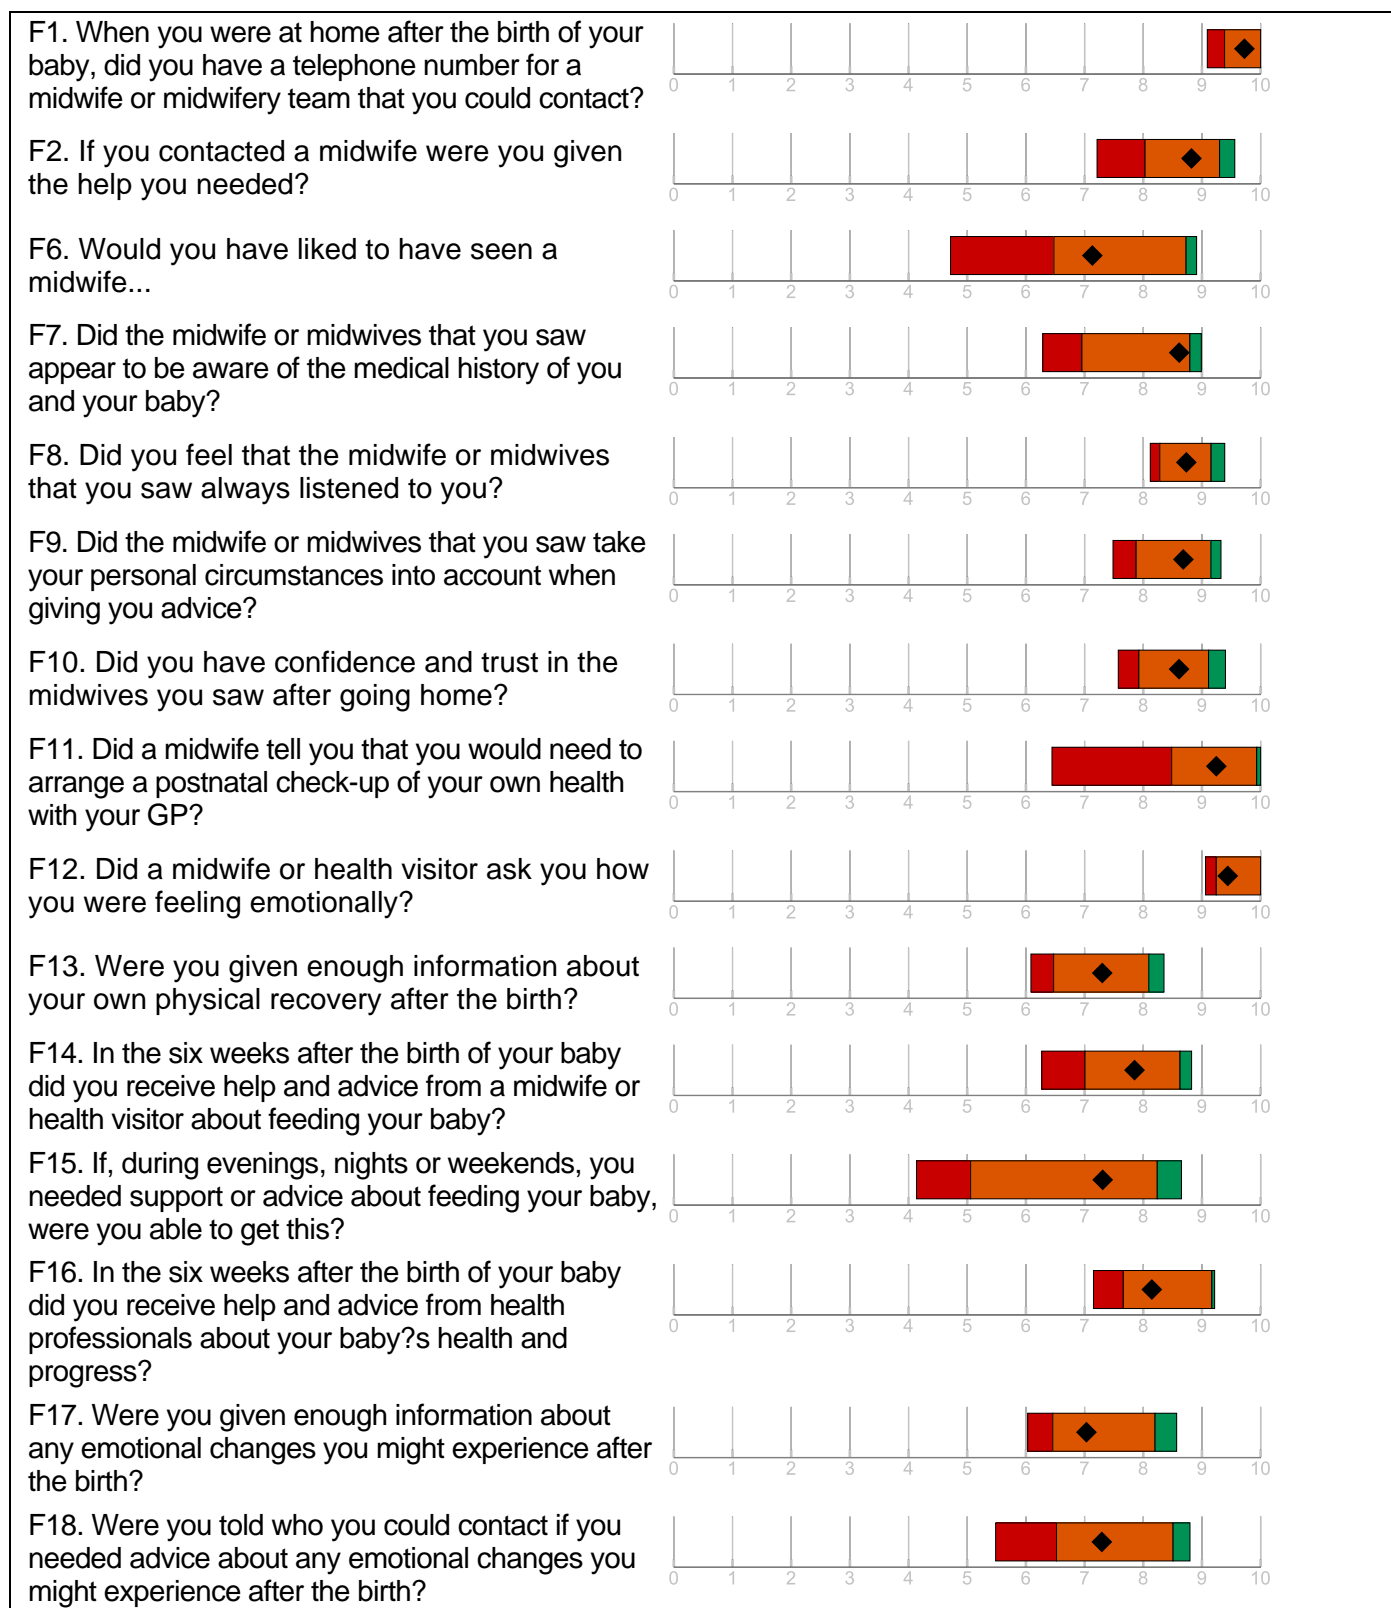 F1. When you were at home after the birth of your
baby, did you have a telephone number for a
midwife or midwifery team that you could contact?
0 1 2 3 4 5 6 7 8 9 10
F2. If you contacted a midwife were you given
the help you needed?
0 1 2 3 4 5 6 7 8 9 10
F6. Would you have liked to have seen a
midwife...
0 1 2 3 4 5 6 7 8 9 10
F7. Did the midwife or midwives that you saw
appear to be aware of the medical history of you
and your baby?
0 1 2 3 4 5 6 7 8 9 10
F8. Did you feel that the midwife or midwives
that you saw always listened to you?
0 1 2 3 4 5 6 7 8 9 10
F9. Did the midwife or midwives that you saw take
your personal circumstances into account when
giving you advice?
0 1 2 3 4 5 6 7 8 9 10
F10. Did you have confidence and trust in the
midwives you saw after going home?
0 1 2 3 4 5 6 7 8 9 10
F11. Did a midwife tell you that you would need to
arrange a postnatal check-up of your own health
with your GP?
0 1 2 3 4 5 6 7 8 9 10
F12. Did a midwife or health visitor ask you how
you were feeling emotionally?
0 1 2 3 4 5 6 7 8 9 10
F13. Were you given enough information about
your own physical recovery after the birth?
0 1 2 3 4 5 6 7 8 9 10
F14. In the six weeks after the birth of your baby
did you receive help and advice from a midwife or
health visitor about feeding your baby?
0 1 2 3 4 5 6 7 8 9 10
F15. If, during evenings, nights or weekends, you
needed support or advice about feeding your baby,
were you able to get this?
0 1 2 3 4 5 6 7 8 9 10
F16. In the six weeks after the birth of your baby
did you receive help and advice from health
professionals about your baby?s health and
progress?
0 1 2 3 4 5 6 7 8 9 10
F17. Were you given enough information about
any emotional changes you might experience after
the birth?
0 1 2 3 4 5 6 7 8 9 10
F18. Were you told who you could contact if you
needed advice about any emotional changes you
might experience after the birth?
0 1 2 3 4 5 6 7 8 9 10